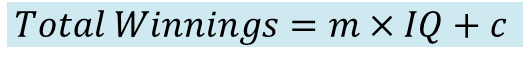 Total Winnings = m × IQ + c